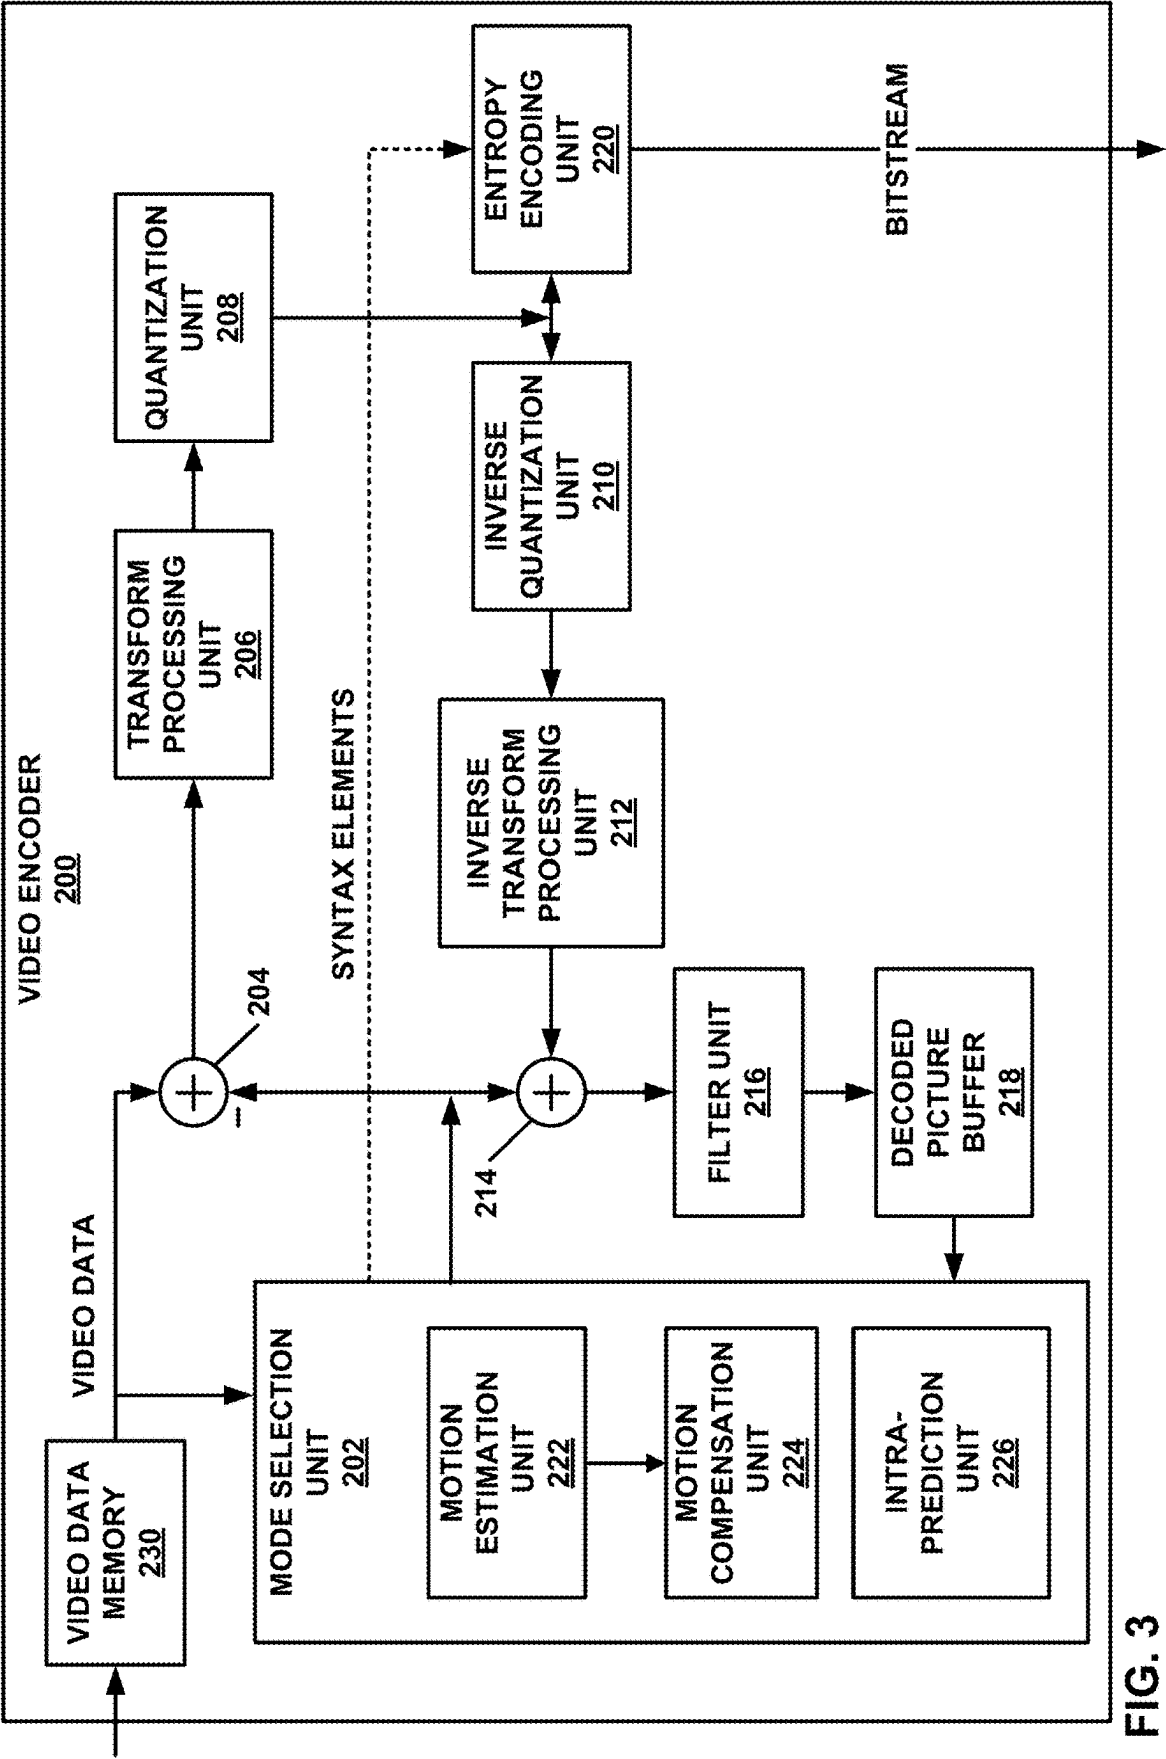 VIDEO ENCODER
200
VIDEO DATA
MEMORY
230
VIDEO DATA
204
–
TRANSFORM
PROCESSING
UNIT
206
QUANTIZATION
UNIT
208
SYNTAX ELEMENTS
MODE SELECTION
UNIT
202
MOTION
ESTIMATION
UNIT
222
MOTION
COMPENSATION
UNIT
224
INTRA-
PREDICTION
UNIT
226
214
INVERSE
TRANSFORM
PROCESSING
UNIT
212
INVERSE
QUANTIZATION
UNIT
210
ENTROPY
ENCODING
UNIT
220
FILTER UNIT
216
DECODED
PICTURE
BUFFER
218
BITSTREAM
FIG. 3